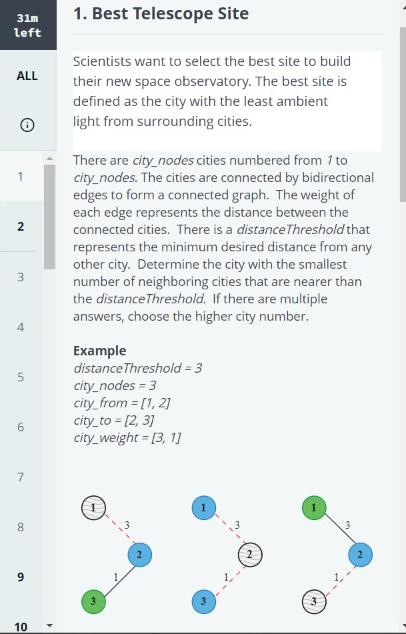 31m
left
ALL
1
2
3
4
5
6
7
8
9
10
1. Best Telescope Site
Scientists want to select the best site to build
their new space observatory. The best site is
defined as the city with the least ambient
light from surrounding cities.
There are city_nodes cities numbered from 1 to
city_nodes. The cities are connected by bidirectional
edges to form a connected graph. The weight of
each edge represents the distance between the
connected cities. There is a distanceThreshold that
represents the minimum desired distance from any
other city. Determine the city with the smallest
number of neighboring cities that are nearer than
the distanceThreshold. If there are multiple
answers, choose the higher city number.
Example
distanceThreshold = 3
city_nodes = 3
city_from = [1, 2]
city_to = [2, 3]
city_weight = [3, 1]
1 3 2 1 3
1 3 2 1 3
1 3 2 1 3